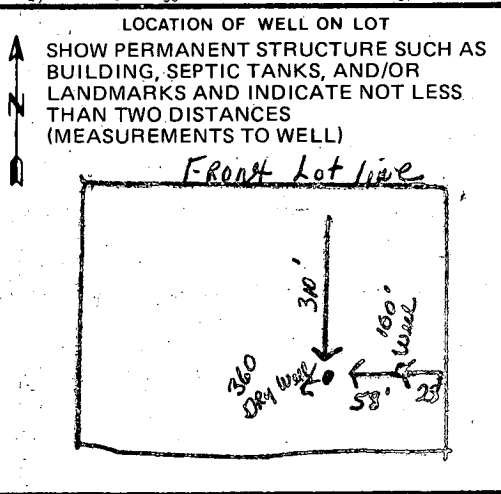 LOCATION OF WELL ON LOT
SHOW PERMANENT STRUCTURE SUCH AS
BUILDING, SEPTIC TANKS, AND/OR
LANDMARKS AND INDICATE NOT LESS
THAN TWO DISTANCES
(MEASUREMENTS TO WELL)
N
Front Lot line
310'
160'
Well
360
Dry Well
58'
23'